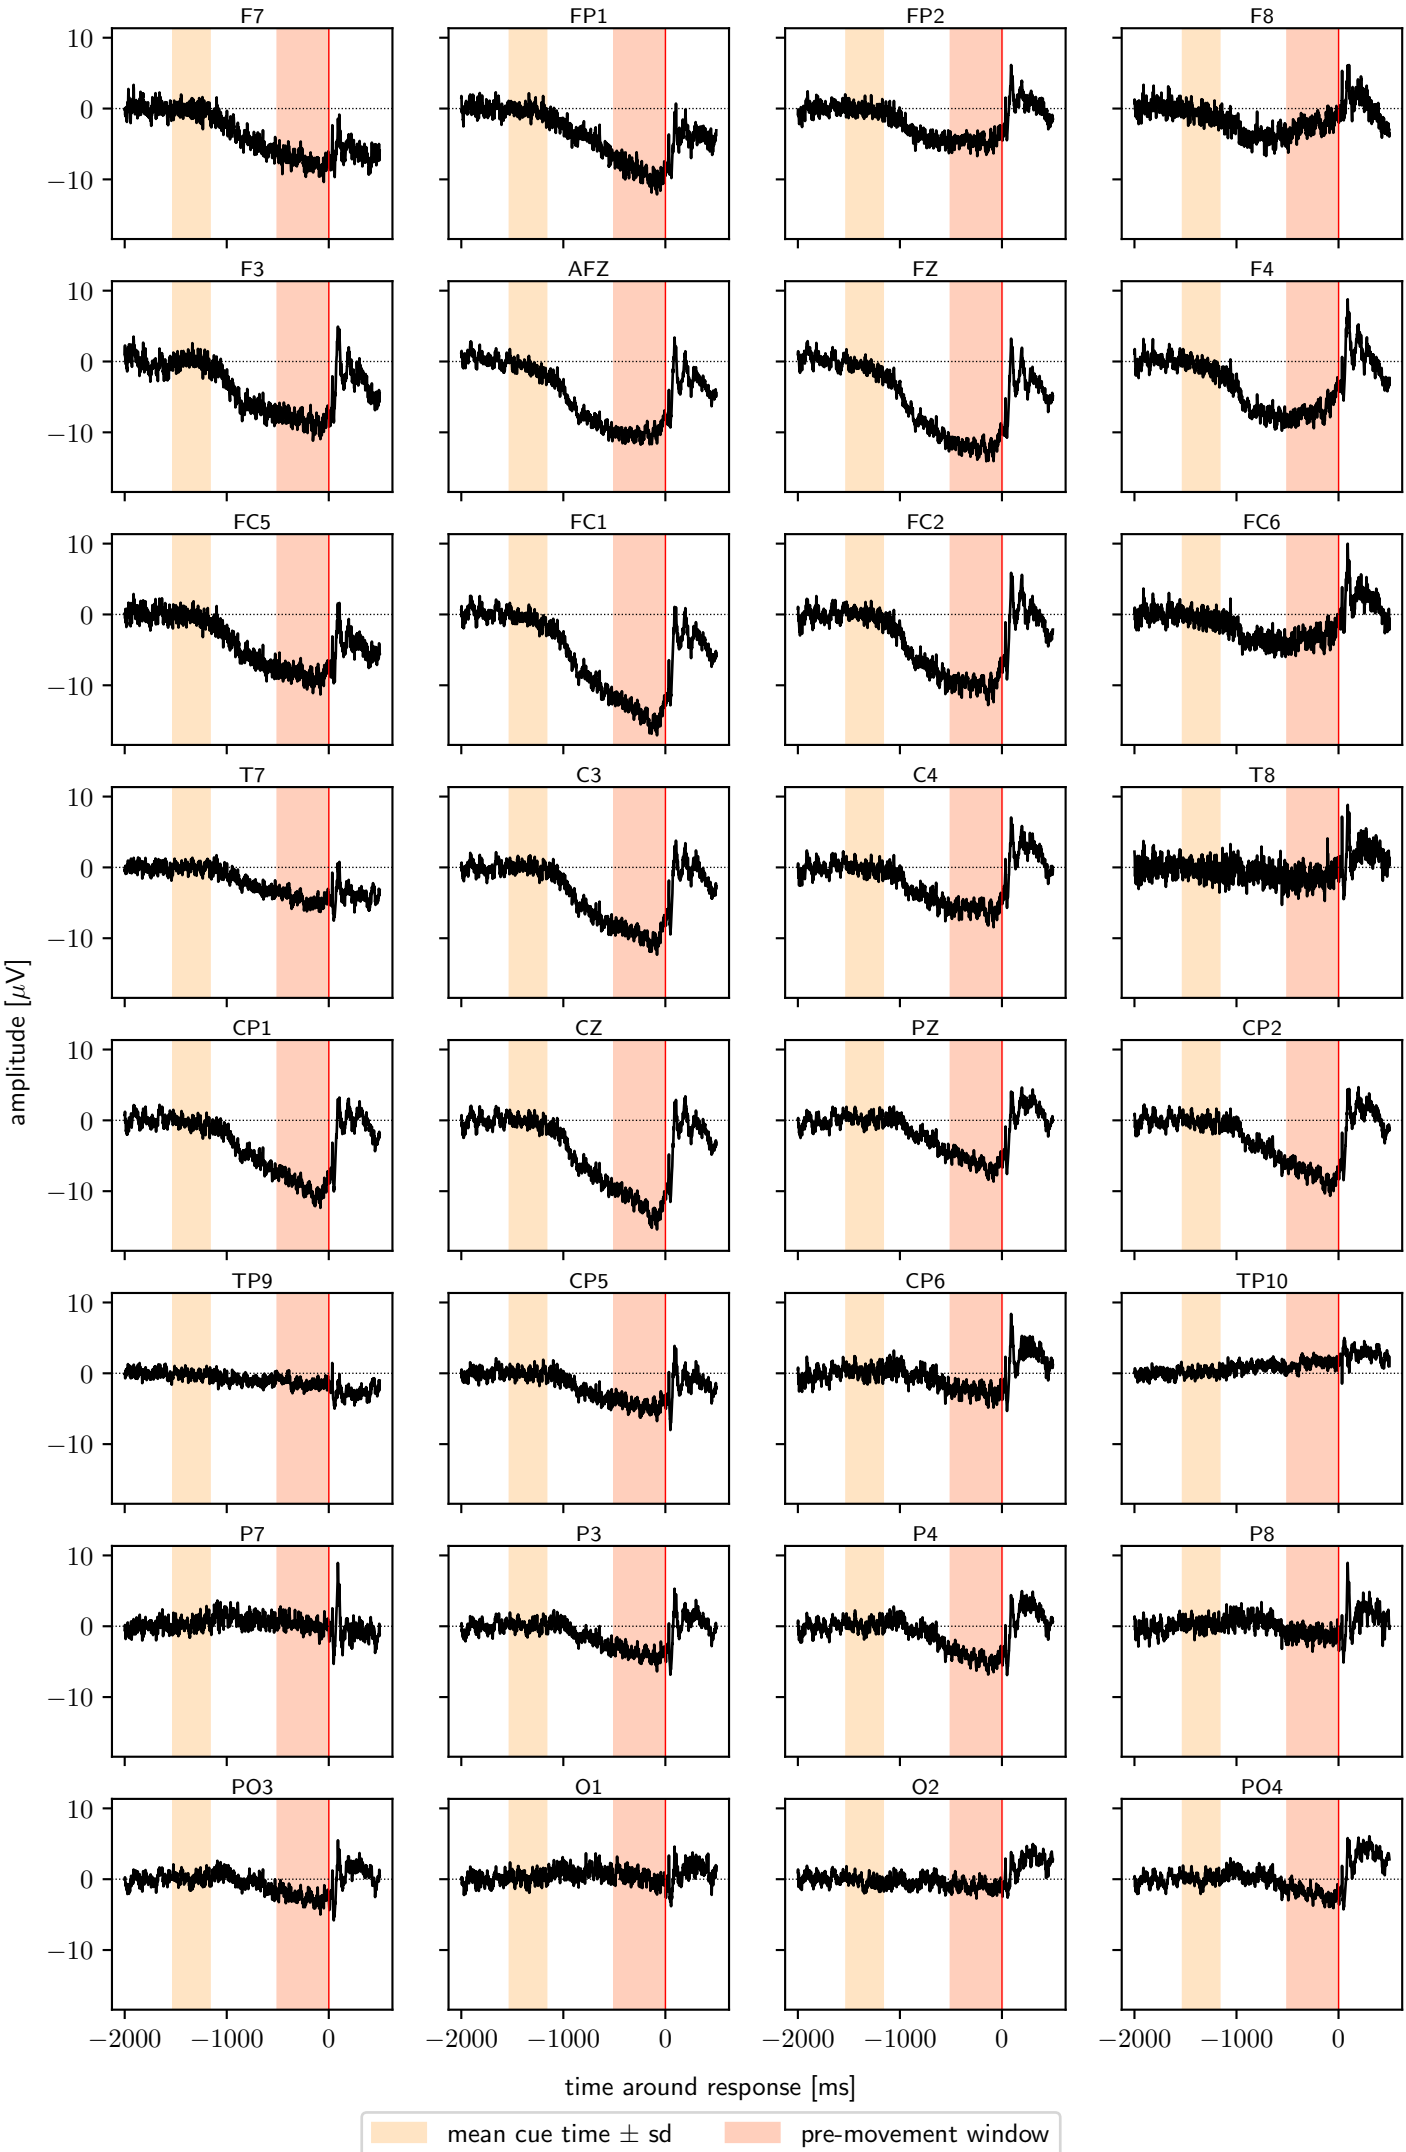 F7 FP1 FP2 F8
10
0
−10
F3 AFZ FZ F4
10
0
−10
FC5 FC1 FC2 FC6
10
0
−10
T7 C3 C4 T8
10
0
−10
amplitude [μV]
CP1 CZ PZ CP2
10
0
−10
TP9 CP5 CP6 TP10
10
0
−10
P7 P3 P4 P8
10
0
−10
PO3 O1 O2 PO4
10
0
−10
−2000 −1000 0 −2000 −1000 0 −2000 −1000 0 −2000 −1000 0
time around response [ms]
mean cue time ± sd pre-movement window